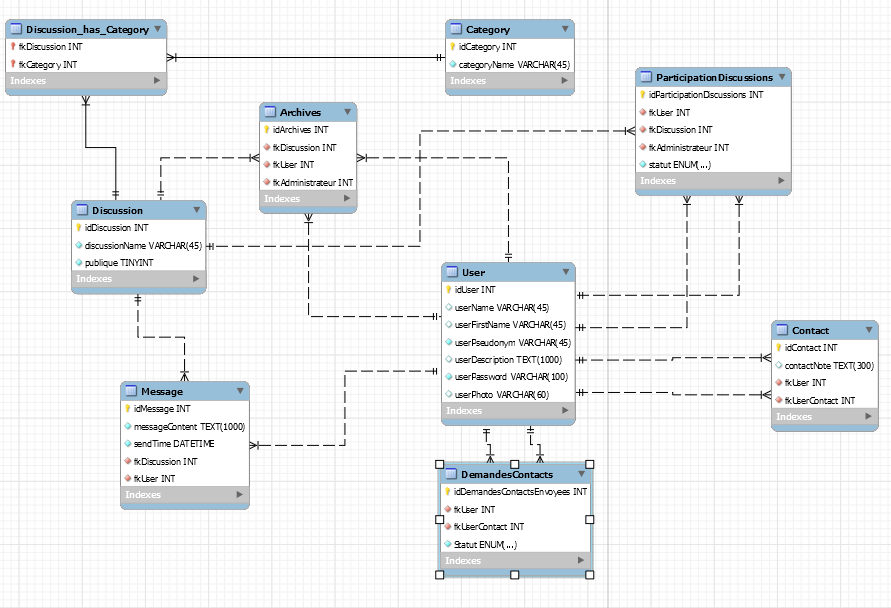 Discussion_has_Category
fkDiscussion INT
fkCategory INT
Indexes
Category
idCategory INT
categoryName VARCHAR(45)
Indexes
ParticipationDiscussions
idParticipationDiscussions INT
fkUser INT
fkDiscussion INT
fkAdministrateur INT
statut ENUM(...)
Indexes
Archives
idArchives INT
fkDiscussion INT
fkUser INT
fkAdministrateur INT
Indexes
Discussion
idDiscussion INT
discussionName VARCHAR(45)
publique TINYINT
Indexes
User
idUser INT
userName VARCHAR(45)
userFirstName VARCHAR(45)
userPseudonym VARCHAR(45)
userDescription TEXT(1000)
userPassword VARCHAR(100)
userPhoto VARCHAR(60)
Indexes
Contact
idContact INT
contactNote TEXT(300)
fkUser INT
fkUserContact INT
Indexes
Message
idMessage INT
messageContent TEXT(1000)
sendTime DATETIME
fkDiscussion INT
fkUser INT
Indexes
DemandesContacts
idDemandesContactsEnvoyees INT
fkUser INT
fkUserContact INT
Statut ENUM(...)
Indexes